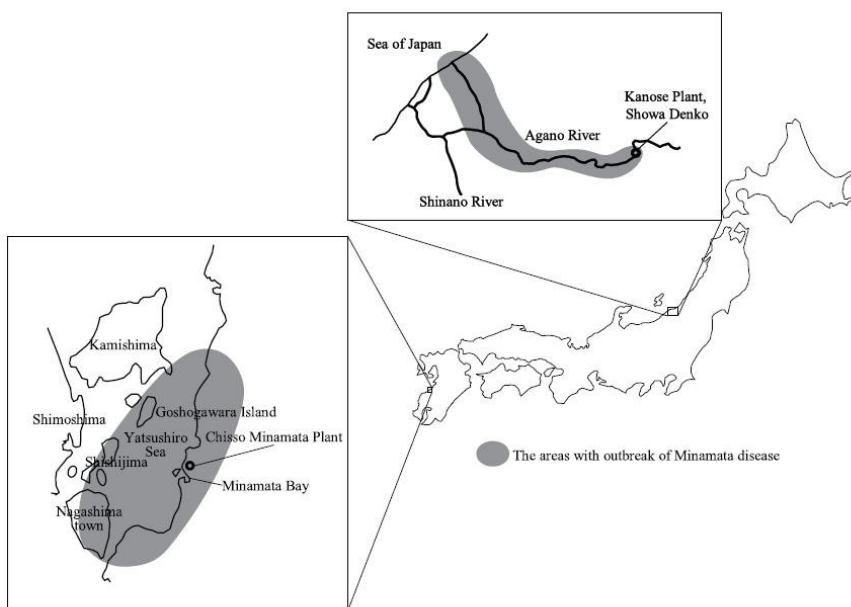 Sea of Japan
Kanose Plant,
Showa Denko
Agano River
Shinano River
Kamishima
Goshogawara Island
Shimoshima
Yatsushiro
Sea
Chisso Minamata Plant
Shishijima
Minamata Bay
Nagashima
town
The areas with outbreak of Minamata disease